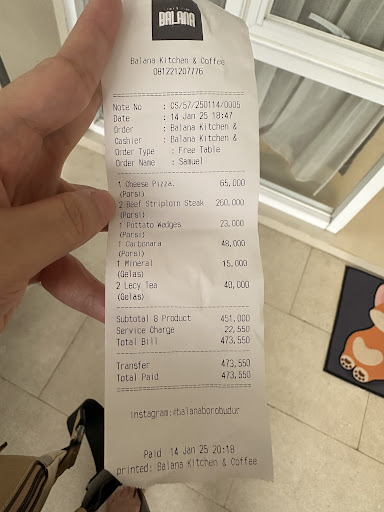 BALANA
Balana Kitchen & Coffee
081221207776
Note No : CS/57/250114/0005
Date : 14 Jan 25 18:47
Order : Balana Kitchen &
Cashier : Balana Kitchen &
Order Type : Free Table
Order Name : Samuel
1 Cheese Pizza. 65,000
(Porsi)
2 Beef Striploin Steak 260,000
(Porsi)
1 Pottato Wadges 23,000
(Porsi)
1 Carbonara 48,000
(Porsi)
1 Mineral 15,000
(Gelas)
2 Lecy Tea 40,000
(Gelas)
Subtotal 8 Product 451,000
Service Charge 22,550
Total Bill 473,550
Transfer 473,550
Total Paid 473,550
instagram:#balanaborobudur
Paid 14 Jan 25 20:18
printed: Balana Kitchen & Coffee